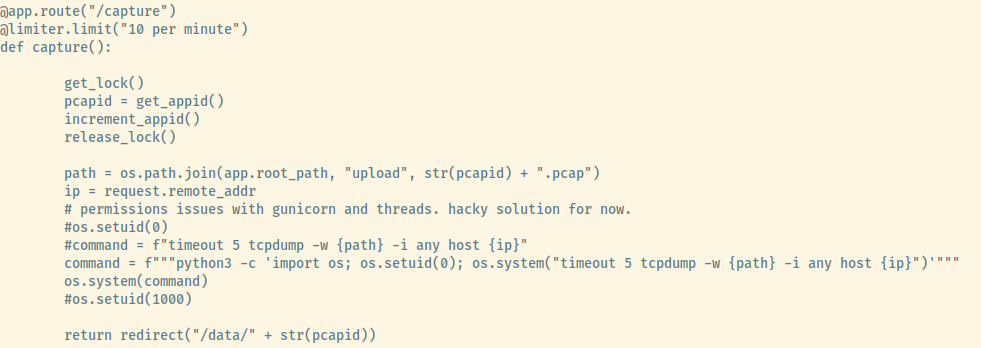 @app.route("/capture")
@limiter.limit("10 per minute")
def capture():
get_lock()
pcapid = get_appid()
increment_appid()
release_lock()
path = os.path.join(app.root_path, "upload", str(pcapid) + ".pcap")
ip = request.remote_addr
# permissions issues with gunicorn and threads. hacky solution for now.
#os.setuid(0)
#command = f"timeout 5 tcpdump -w {path} -i any host {ip}"
command = f"""python3 -c 'import os; os.setuid(0); os.system("timeout 5 tcpdump -w {path} -i any host {ip}")'"""
os.system(command)
#os.setuid(1000)
return redirect("/data/" + str(pcapid))